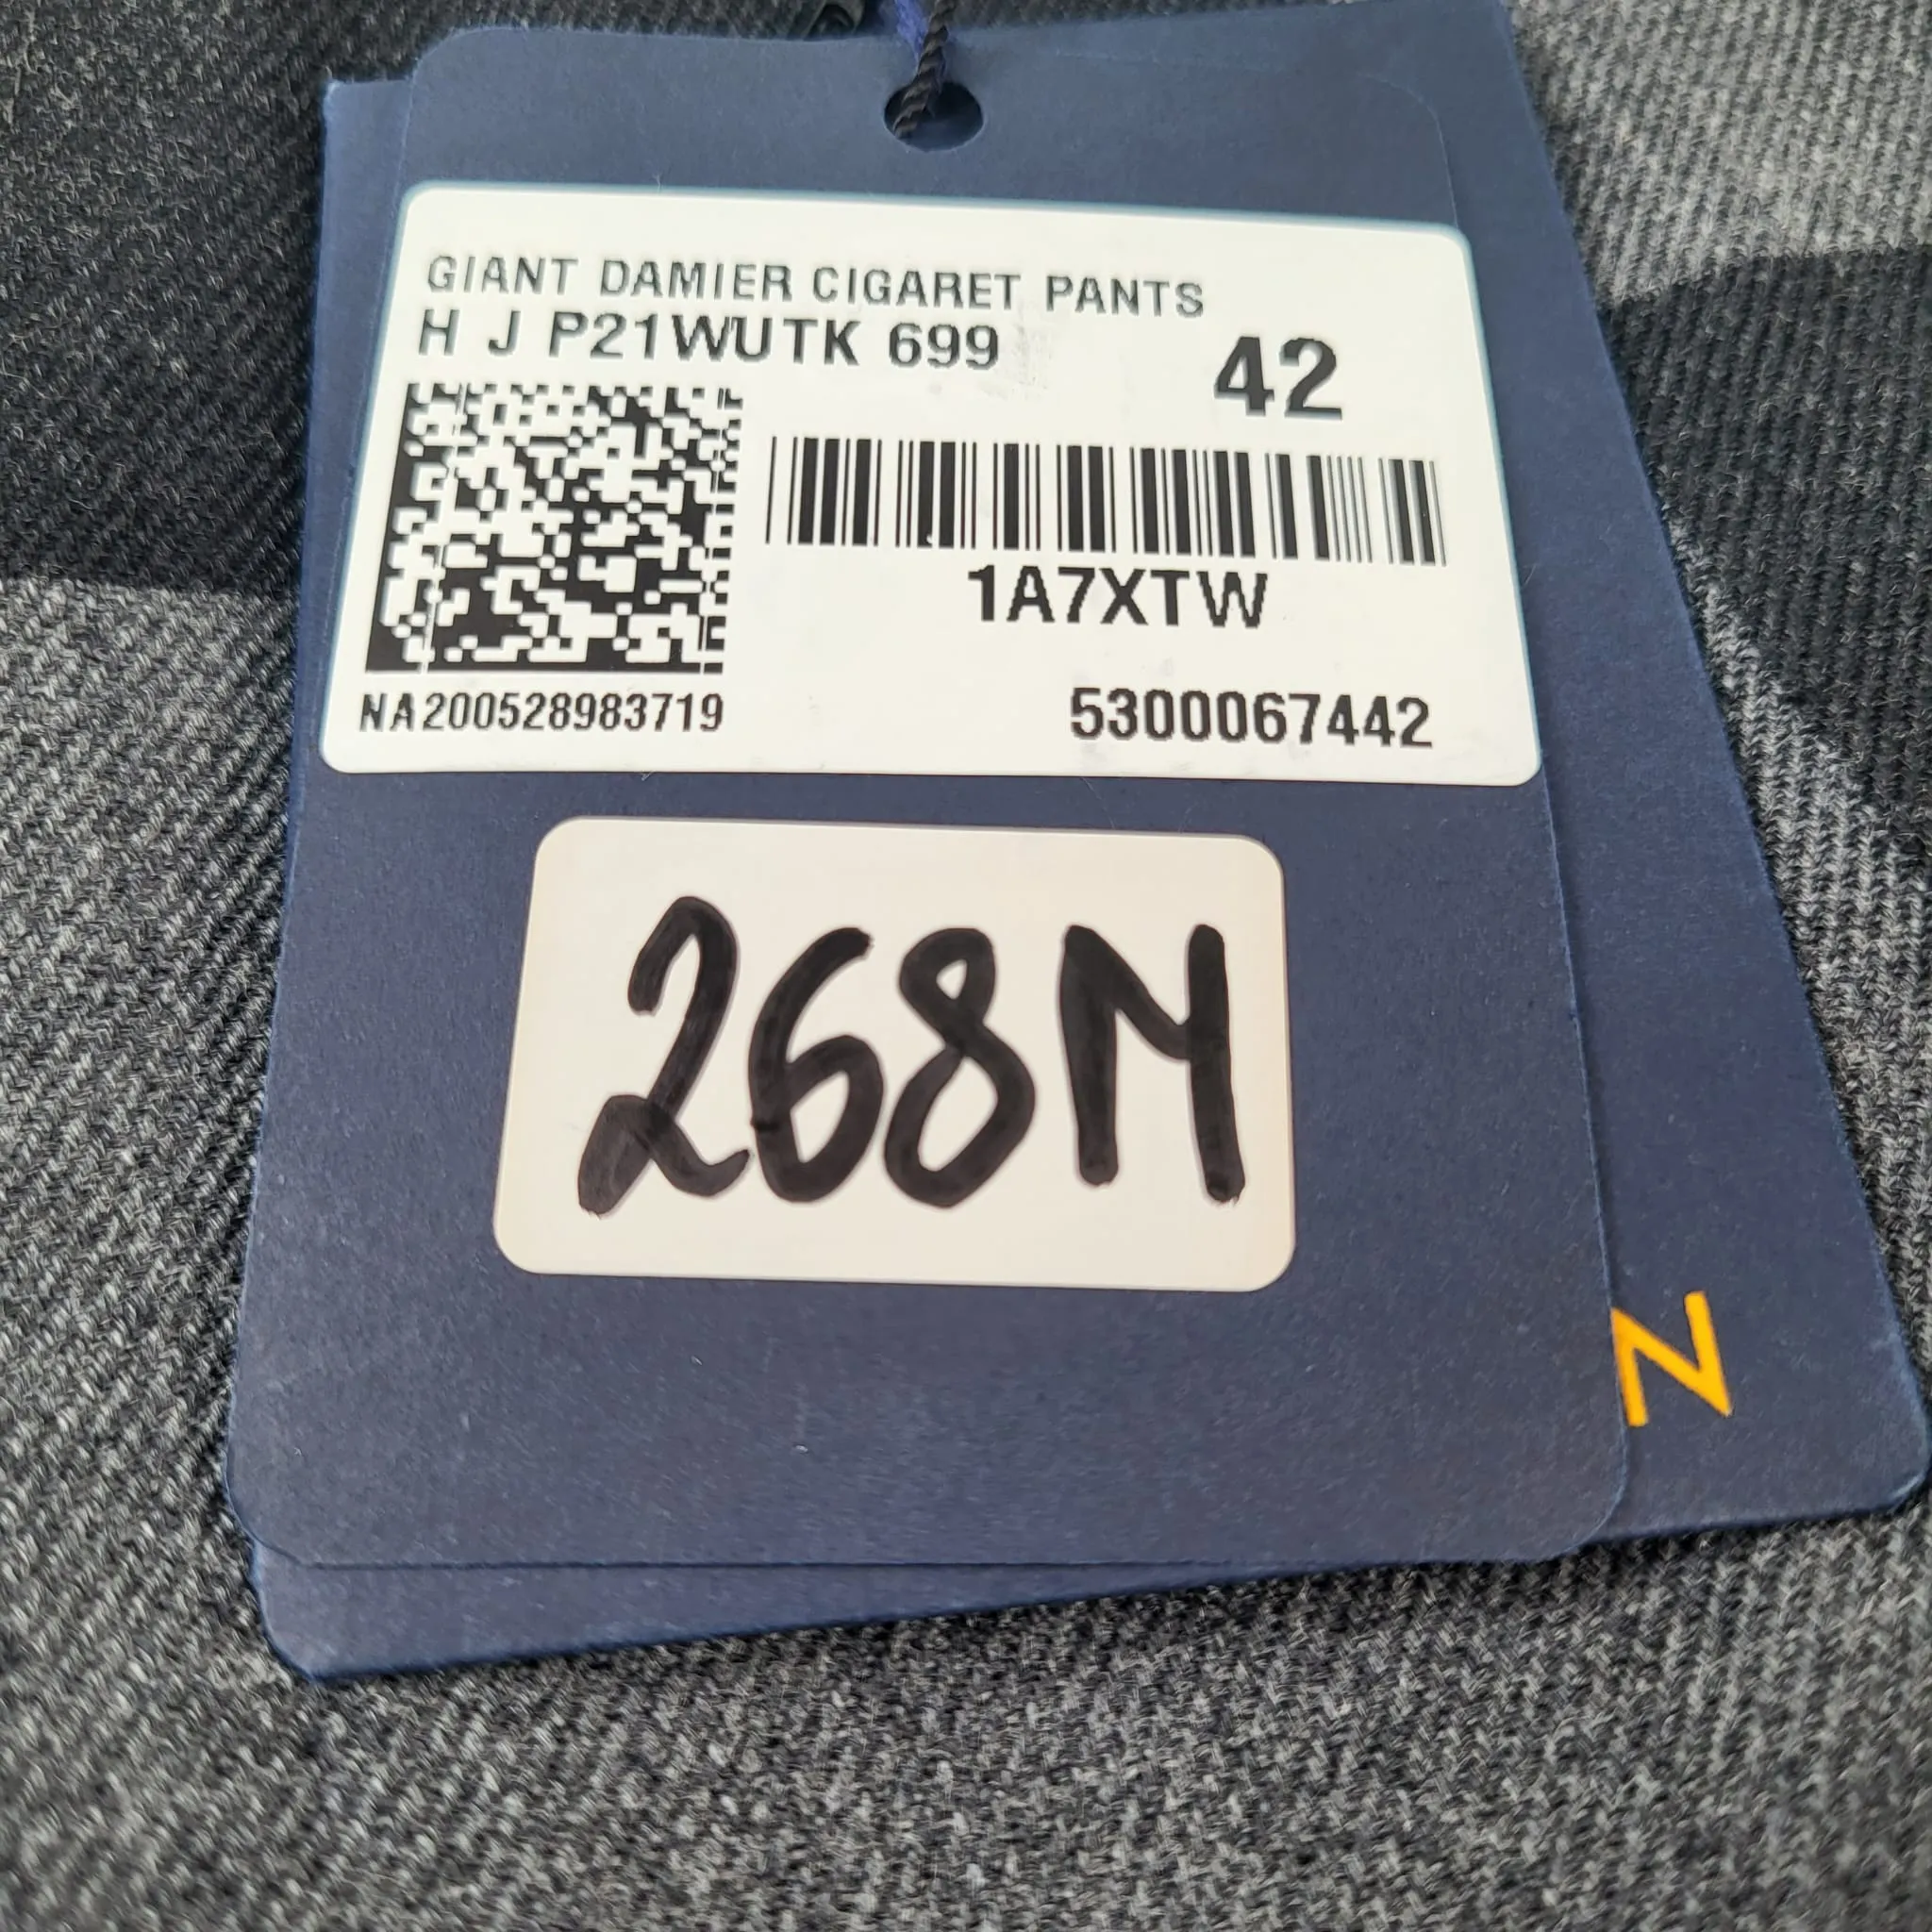 GIANT DAMIER CIGARET PANTS
H J P21WUTK 699
42
1A7XTW
NA200528983719
5300067442
268M
N